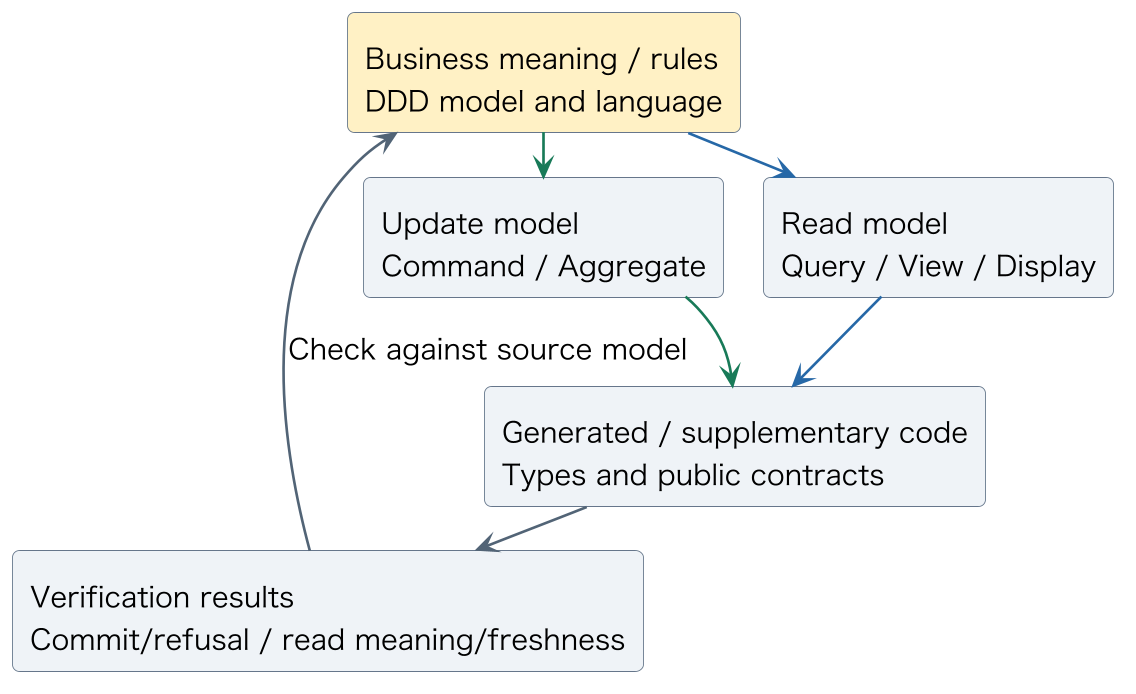 Business meaning / rules
DDD model and language
Update model
Command / Aggregate
Read model
Query / View / Display
Check against source model
Generated / supplementary code
Types and public contracts
Verification results
Commit/refusal / read meaning/freshness